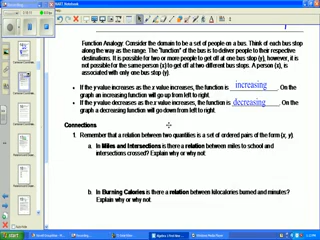 Function Analogy: Consider the domain to be a set of people on a bus. Think of each bus stop
along the way as the range. The "function" of the bus is to deliver people to their respective
destinations. It is possible for two or more people to get off at one bus stop (y), however, it is
not possible for the same person (x) to get off at two different bus stops. A person (x), is
associated with only one bus stop (y).
• If the y value increases as the x value increases, the function is increasing. On the
graph an increasing function will go up from left to right.
• If the y value decreases as the x value increases, the function is decreasing. On the
graph a decreasing function will go down from left to right.
Connections
1. Remember that a relation between two quantities is a set of ordered pairs of the form (x, y).
a. In Miles and Intersections is there a relation between miles to school and
intersections crossed? Explain why or why not
b. In Burning Calories is there a relation between kilocalories burned and minutes?
Explain why or why not
start